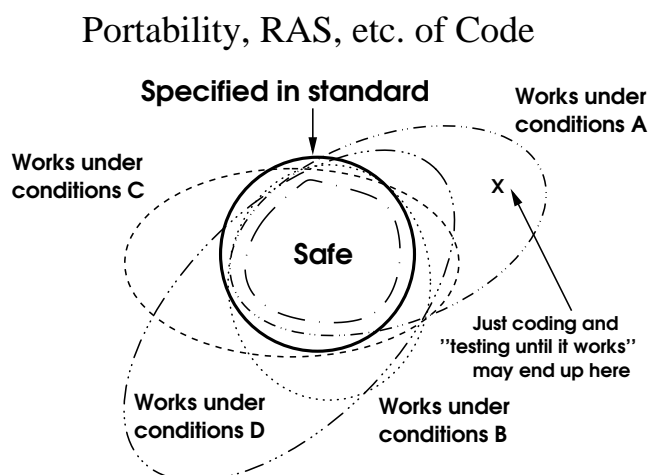 Portability, RAS, etc. of Code
Specified in standard
Works under
conditions A
Works under
conditions C
x
Safe
Just coding and
"testing until it works"
may end up here
Works under
conditions D
Works under
conditions B